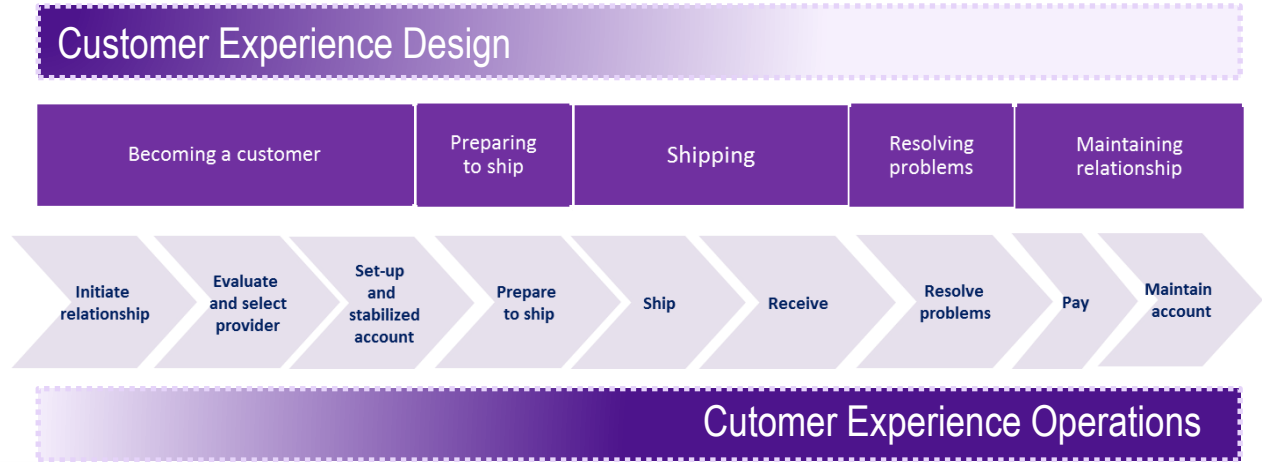 Customer Experience Design
Becoming a customer
Preparing
to ship
Shipping
Resolving
problems
Maintaining
relationship
Initiate
relationship
Evaluate
and select
provider
Set-up
and
stabilized
account
Prepare
to ship
Ship
Receive
Resolve
problems
Pay
Maintain
account
Cutomer Experience Operations